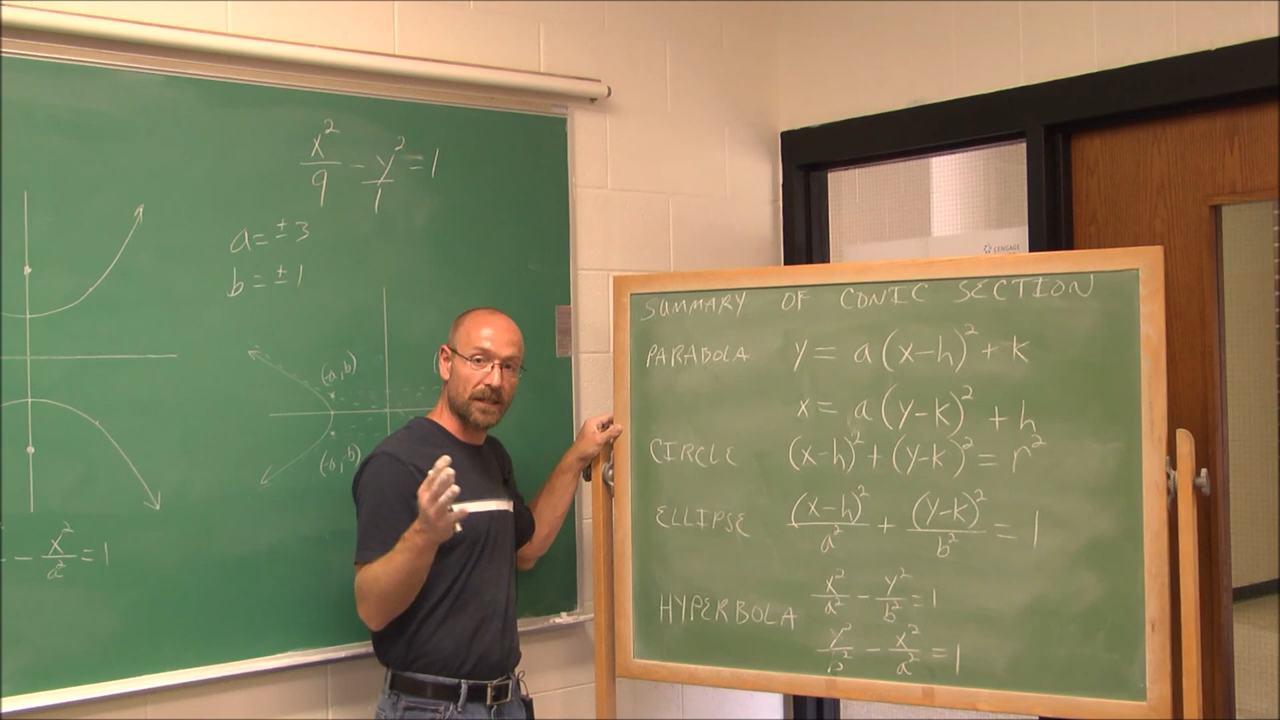 x²/9 - y²/1 = 1
a = ± 3
b = ± 1
(-a, b)
(-a, -b)
- x²/a² = 1
CENGAGE
SUMMARY OF CONIC SECTION
PARABOLA y = a(x-h)² + k
x = a(y-k)² + h
CIRCLE (x-h)² + (y-k)² = r²
ELLIPSE (x-h)²/a² + (y-k)²/b² = 1
HYPERBOLA x²/a² - y²/b² = 1
y²/b² - x²/a² = 1